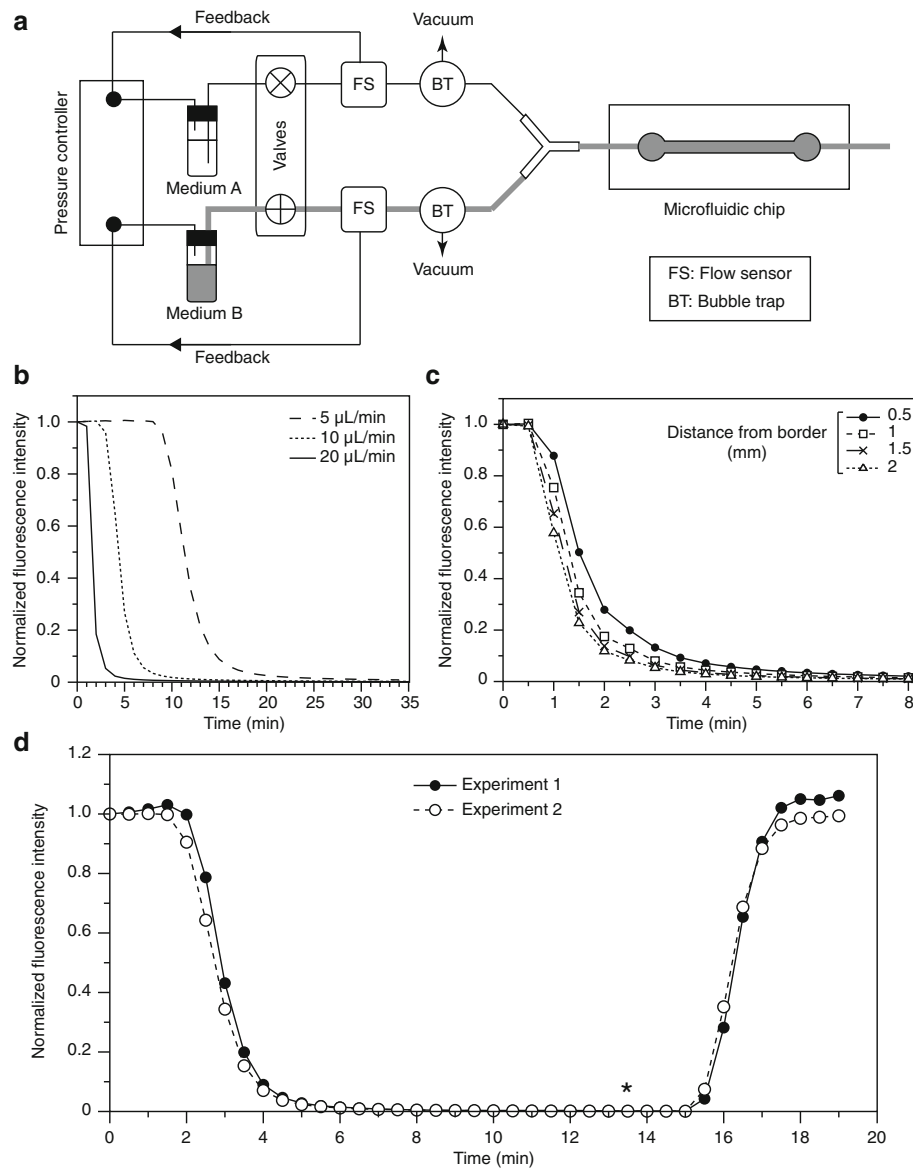 a
Feedback
Vacuum
Pressure controller
Valves
FS
BT
Medium A
FS
BT
Microfluidic chip
Vacuum
Medium B
FS: Flow sensor
BT: Bubble trap
Feedback
b
Normalized fluorescence intensity
1.0
0.8
0.6
0.4
0.2
0
0 5 10 15 20 25 30 35
Time (min)
5 µL/min
10 µL/min
20 µL/min
c
Normalized fluorescence intensity
1.0
0.8
0.6
0.4
0.2
0
0 1 2 3 4 5 6 7 8
Time (min)
Distance from border
(mm)
0.5
1
1.5
2
d
Normalized fluorescence intensity
1.2
1.0
0.8
0.6
0.4
0.2
0
0 2 4 6 8 10 12 14 16 18 20
Time (min)
Experiment 1
Experiment 2
*